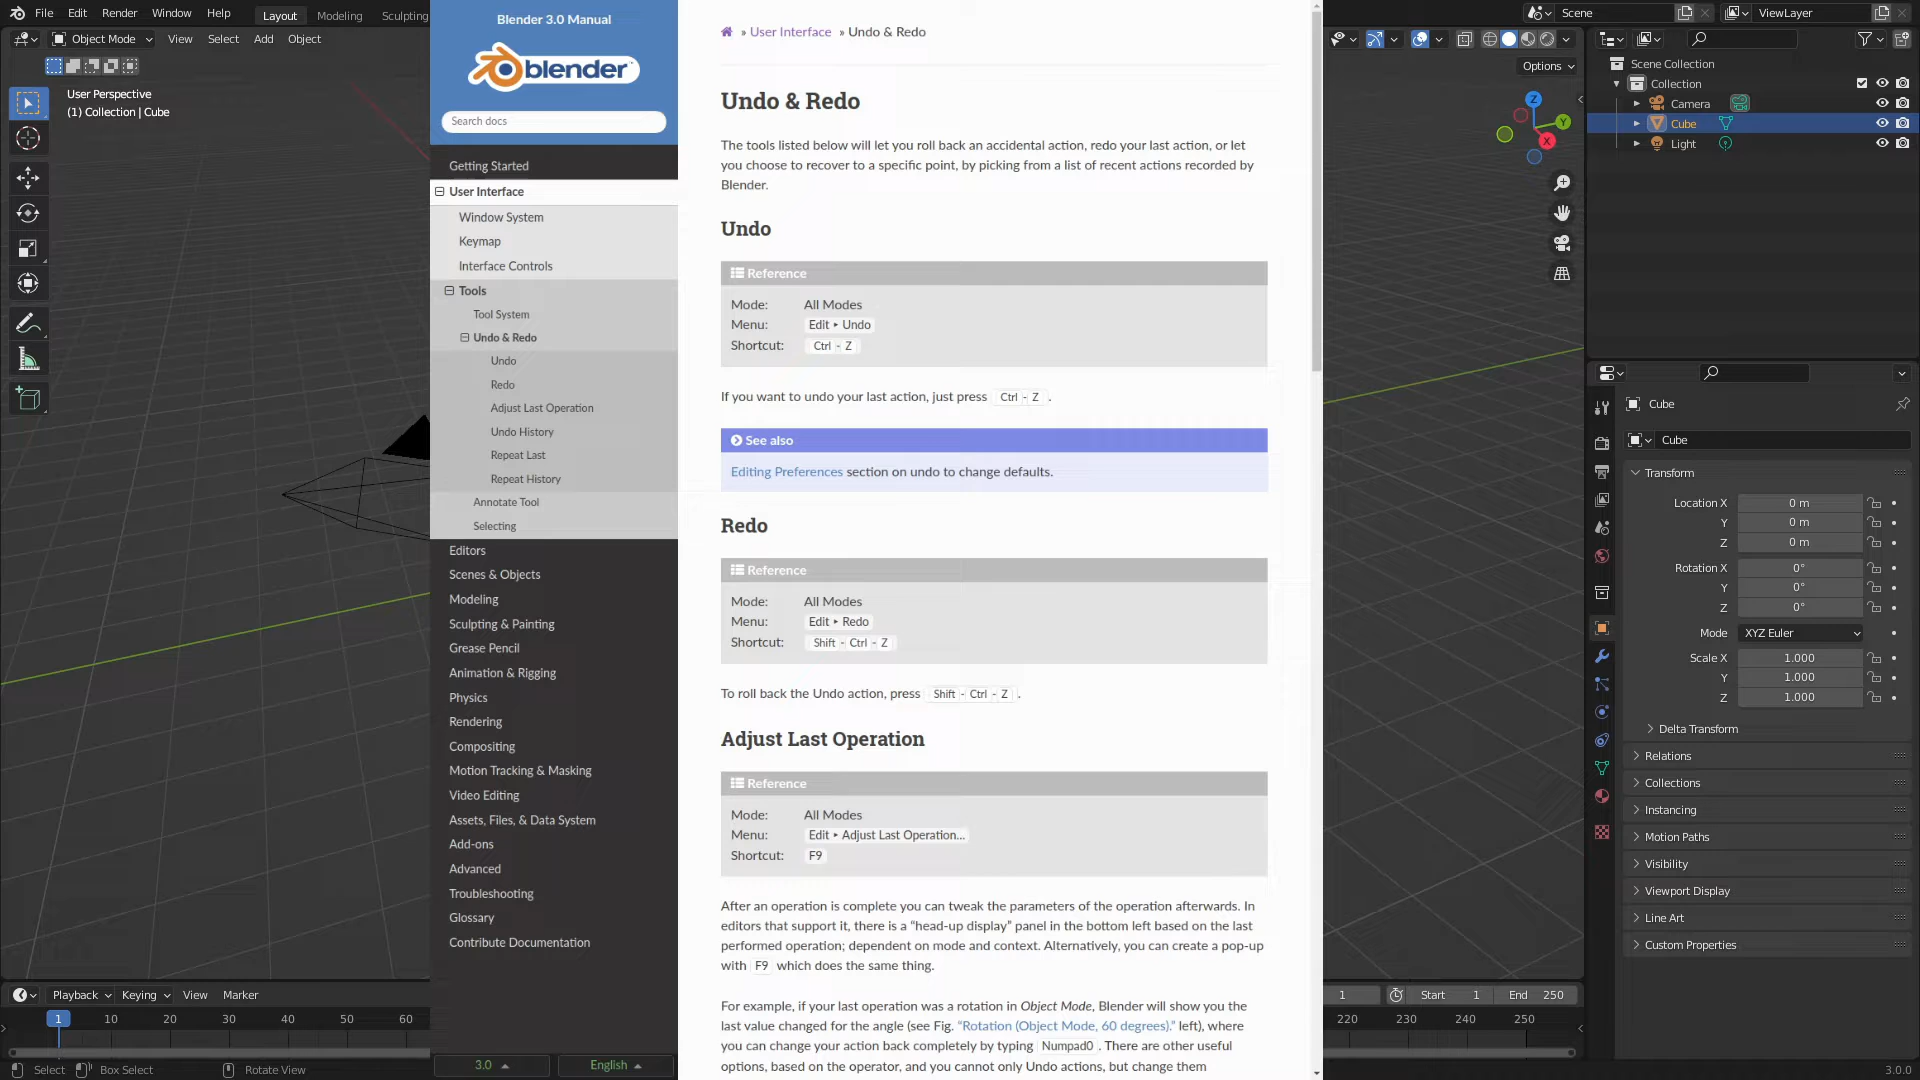 File Edit Render Window Help Layout Modeling Sculpting
Object Mode View Select Add Object
User Perspective
(1) Collection | Cube
Blender 3.0 Manual
blender
Search docs
Getting Started
User Interface
Window System
Keymap
Interface Controls
Tools
Tool System
Undo & Redo
Undo
Redo
Adjust Last Operation
Undo History
Repeat Last
Repeat History
Annotate Tool
Selecting
Editors
Scenes & Objects
Modeling
Sculpting & Painting
Grease Pencil
Animation & Rigging
Physics
Rendering
Compositing
Motion Tracking & Masking
Video Editing
Assets, Files, & Data System
Add-ons
Advanced
Troubleshooting
Glossary
Contribute Documentation
3.0 English
» User Interface » Undo & Redo
Undo & Redo
The tools listed below will let you roll back an accidental action, redo your last action, or let
you choose to recover to a specific point, by picking from a list of recent actions recorded by
Blender.
Undo
Reference
Mode: All Modes
Menu: Edit ‣ Undo
Shortcut: Ctrl - Z
If you want to undo your last action, just press Ctrl - Z .
See also
Editing Preferences section on undo to change defaults.
Redo
Reference
Mode: All Modes
Menu: Edit ‣ Redo
Shortcut: Shift - Ctrl - Z
To roll back the Undo action, press Shift - Ctrl - Z .
Adjust Last Operation
Reference
Mode: All Modes
Menu: Edit ‣ Adjust Last Operation...
Shortcut: F9
After an operation is complete you can tweak the parameters of the operation afterwards. In
editors that support it, there is a “head-up display” panel in the bottom left based on the last
performed operation; dependent on mode and context. Alternatively, you can create a pop-up
with F9 which does the same thing.
For example, if your last operation was a rotation in Object Mode, Blender will show you the
last value changed for the angle (see Fig. “Rotation (Object Mode, 60 degrees).” left), where
you can change your action back completely by typing Numpad0 . There are other useful
options, based on the operator, and you cannot only Undo actions, but change them
Scene ViewLayer
Options
Z
Y
X
Scene Collection
Collection
Camera
Cube
Light
Cube
Cube
Transform
Location X 0 m
Y 0 m
Z 0 m
Rotation X 0°
Y 0°
Z 0°
Mode XYZ Euler
Scale X 1.000
Y 1.000
Z 1.000
Delta Transform
Relations
Collections
Instancing
Motion Paths
Visibility
Viewport Display
Line Art
Custom Properties
Playback Keying View Marker
1 Start 1 End 250
1 10 20 30 40 50 60
220 230 240 250
Select Box Select Rotate View
3.0.0